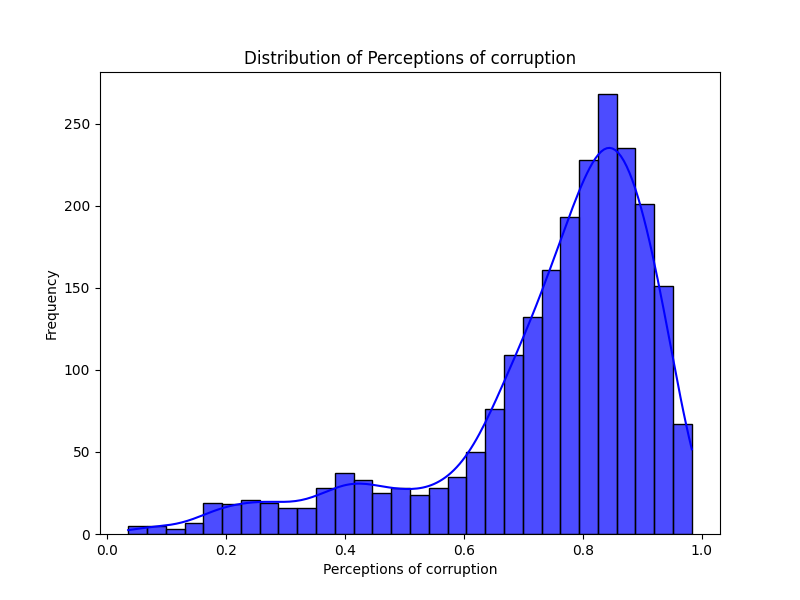 Distribution of Perceptions of corruption
Frequency
250
200
150
100
50
0
0.0 0.2 0.4 0.6 0.8 1.0
Perceptions of corruption